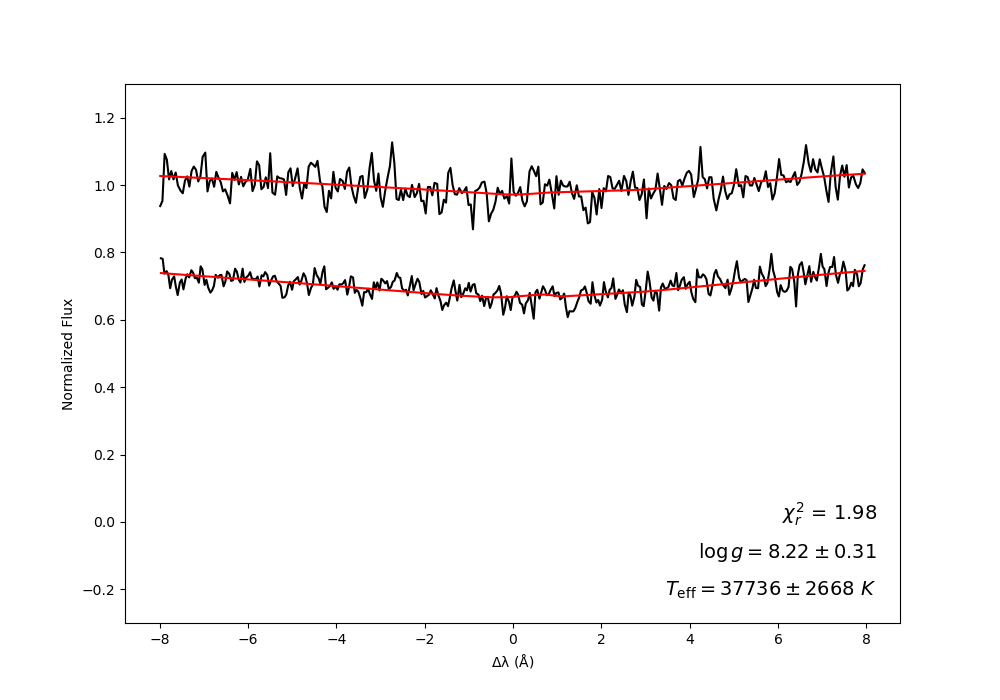 1.2
1.0
0.8
0.6
0.4
0.2
0.0
−0.2
Normalized Flux
χ²ᵣ = 1.98
log g = 8.22 ± 0.31
T_eff = 37736 ± 2668 K
−8 −6 −4 −2 0 2 4 6 8
Δλ (Å)